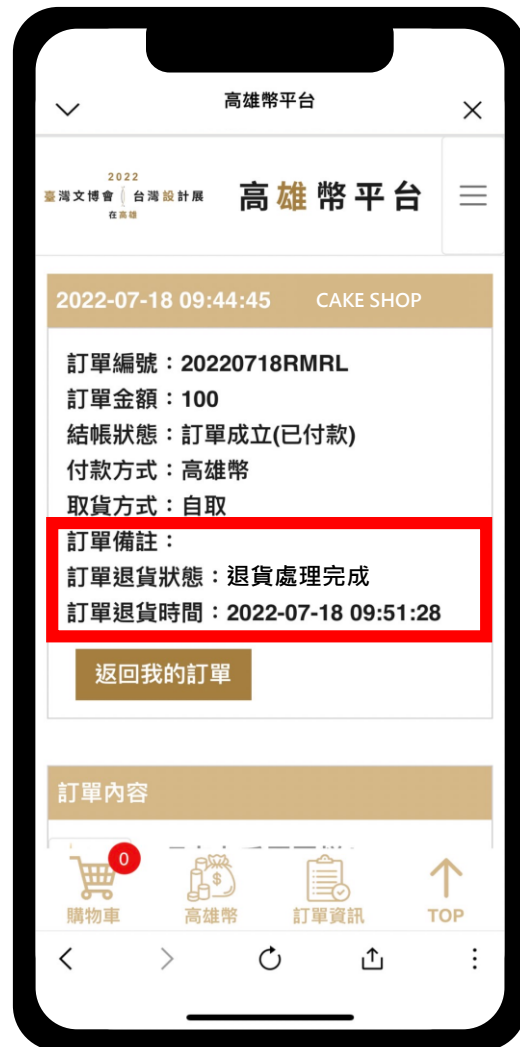 高雄幣平台
2022
臺灣文博會 台灣設計展
在高雄
高雄幣平台
2022-07-18 09:44:45 CAKE SHOP
訂單編號：20220718RMRL
訂單金額：100
結帳狀態：訂單成立(已付款)
付款方式：高雄幣
取貨方式：自取
訂單備註：
訂單退貨狀態：退貨處理完成
訂單退貨時間：2022-07-18 09:51:28
返回我的訂單
訂單內容
0
$
購物車
高雄幣
訂單資訊
TOP